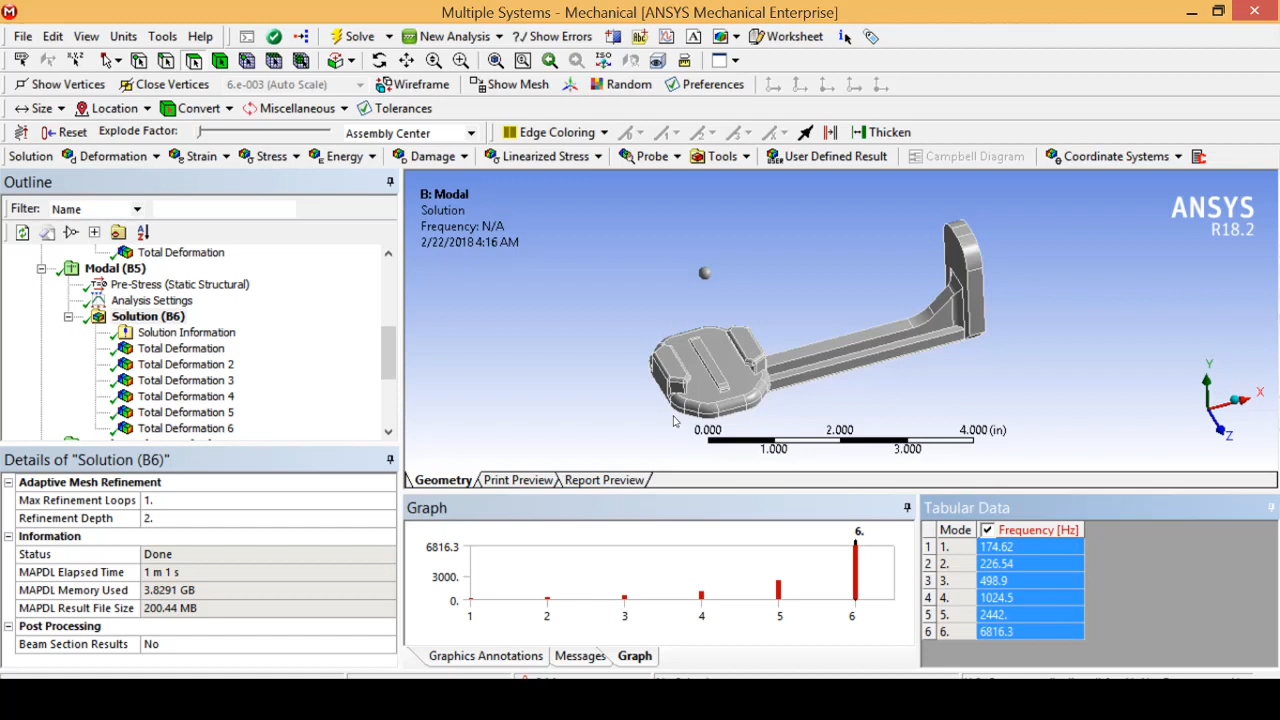 Multiple Systems - Mechanical [ANSYS Mechanical Enterprise]
File Edit View Units Tools Help Solve New Analysis ?/ Show Errors Worksheet
Show Vertices Close Vertices 6.e-003 (Auto Scale) Wireframe Show Mesh Random Preferences
Size Location Convert Miscellaneous Tolerances
Reset Explode Factor: Assembly Center Edge Coloring Thicken
Solution Deformation Strain Stress Energy Damage Linearized Stress Probe Tools User Defined Result Campbell Diagram Coordinate Systems
Outline
Filter: Name
Total Deformation
Modal (B5)
Pre-Stress (Static Structural)
Analysis Settings
Solution (B6)
Solution Information
Total Deformation
Total Deformation 2
Total Deformation 3
Total Deformation 4
Total Deformation 5
Total Deformation 6
Details of "Solution (B6)"
Adaptive Mesh Refinement
Max Refinement Loops 1.
Refinement Depth 2.
Information
Status Done
MAPDL Elapsed Time 1 m 1 s
MAPDL Memory Used 3.8291 GB
MAPDL Result File Size 200.44 MB
Post Processing
Beam Section Results No
B: Modal
Solution
Frequency: N/A
2/22/2018 4:16 AM
ANSYS
R18.2
Y
X
Z
0.000 2.000 4.000 (in)
1.000 3.000
Geometry Print Preview Report Preview
Graph
6.
6816.3
3000.
0.
1 2 3 4 5 6
Graphics Annotations Messages Graph
Tabular Data
Mode Frequency [Hz]
1 1. 174.62
2 2. 226.54
3 3. 498.9
4 4. 1024.5
5 5. 2442.
6 6. 6816.3